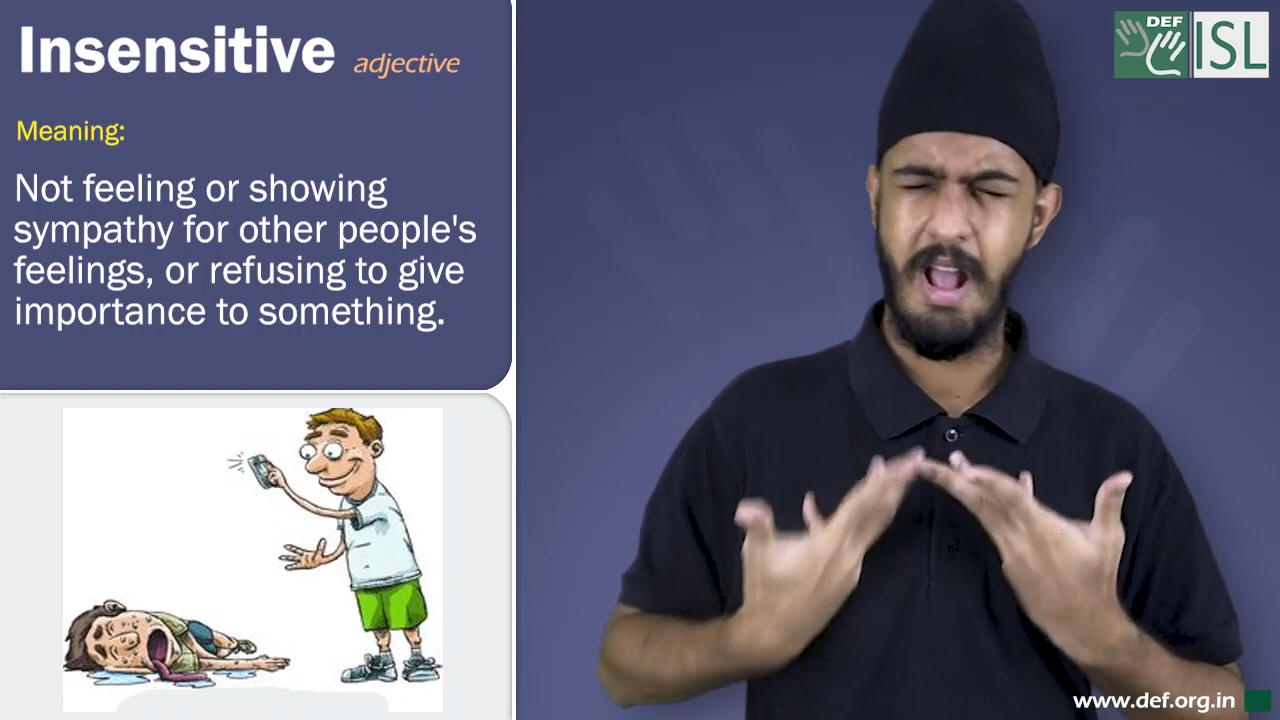 Insensitive adjective
Meaning:
Not feeling or showing
sympathy for other people's
feelings, or refusing to give
importance to something.
DEF
ISL
www.def.org.in